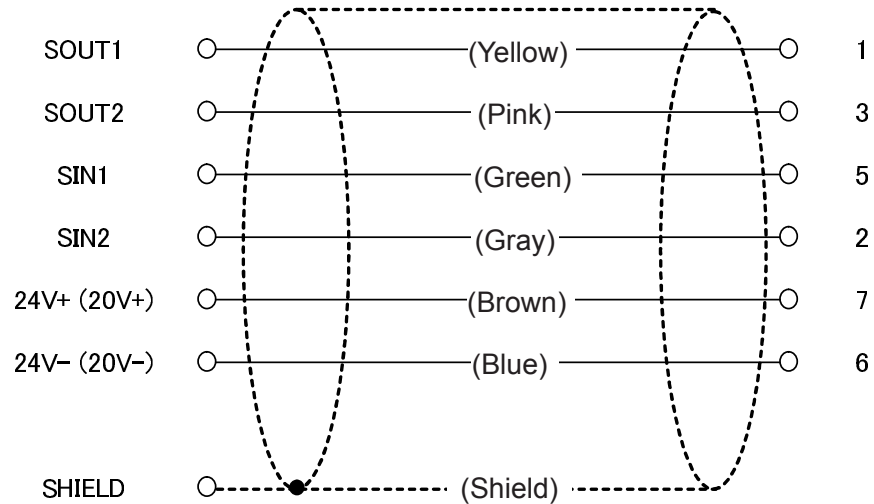 SOUT1 (Yellow) 1
SOUT2 (Pink) 3
SIN1 (Green) 5
SIN2 (Gray) 2
24V+ (20V+) (Brown) 7
24V- (20V-) (Blue) 6
SHIELD (Shield)